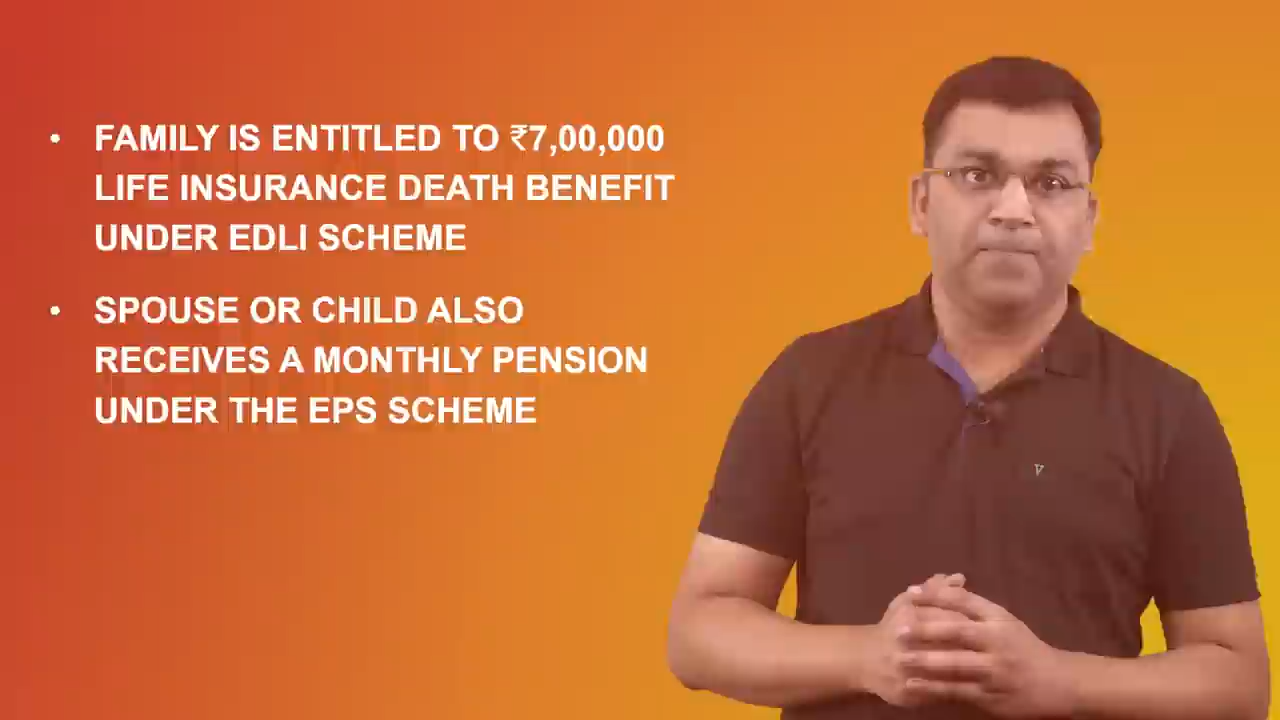 • FAMILY IS ENTITLED TO ₹7,00,000
LIFE INSURANCE DEATH BENEFIT
UNDER EDLI SCHEME
• SPOUSE OR CHILD ALSO
RECEIVES A MONTHLY PENSION
UNDER THE EPS SCHEME
V